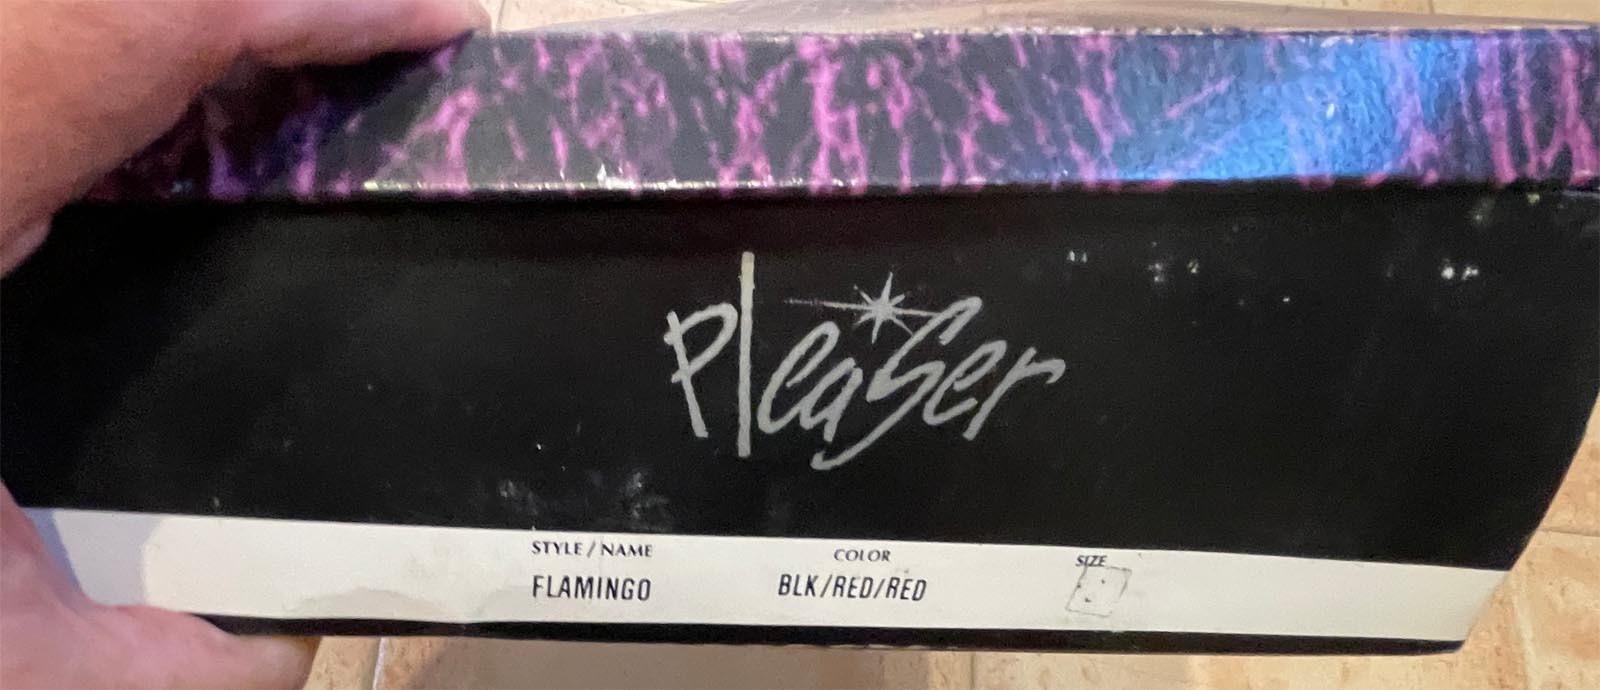 Pleaser
STYLE / NAME
COLOR
SIZE
FLAMINGO
BLK/RED/RED